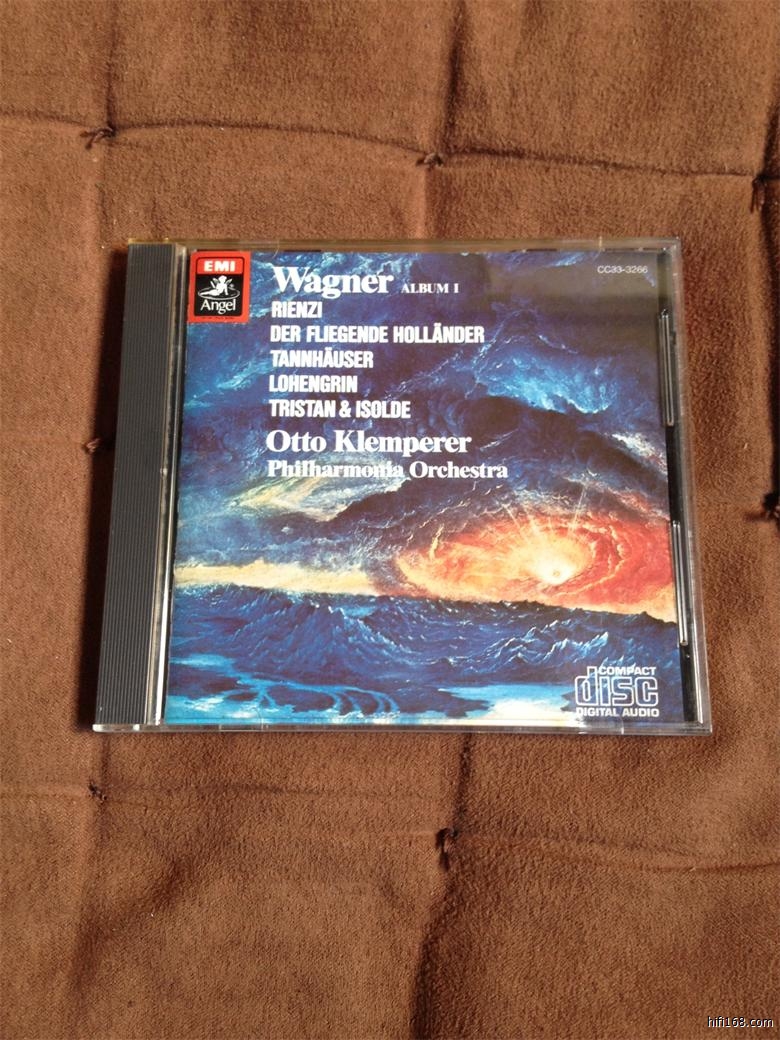 EMI
Angel
Wagner ALBUM I
CC33-3266
RIENZI
DER FLIEGENDE HOLLÄNDER
TANNHÄUSER
LOHENGRIN
TRISTAN & ISOLDE
Otto Klemperer
Philharmonia Orchestra
COMPACT
disc
DIGITAL AUDIO
hifi168.com